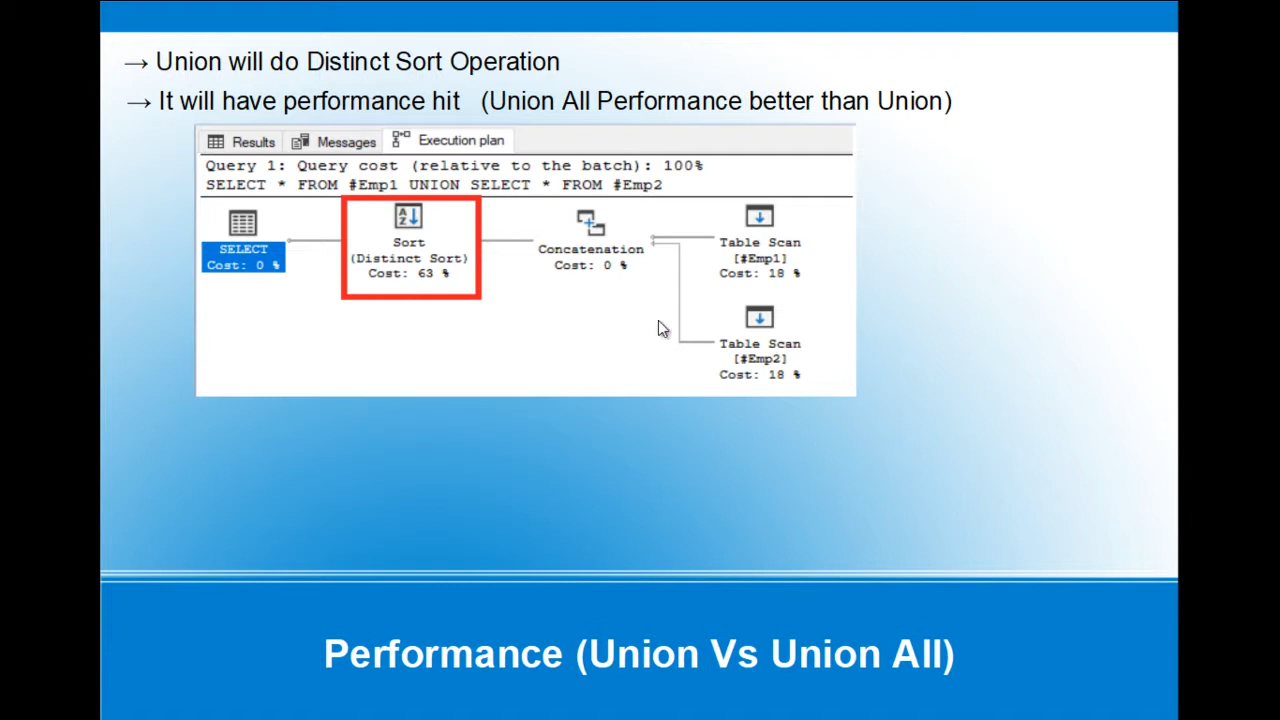 → Union will do Distinct Sort Operation
→ It will have performance hit (Union All Performance better than Union)
Results Messages Execution plan
Query 1: Query cost (relative to the batch): 100%
SELECT * FROM #Emp1 UNION SELECT * FROM #Emp2
SELECT
Cost: 0 %
Sort
(Distinct Sort)
Cost: 63 %
Concatenation
Cost: 0 %
Table Scan
[#Emp1]
Cost: 18 %
Table Scan
[#Emp2]
Cost: 18 %
Performance (Union Vs Union All)